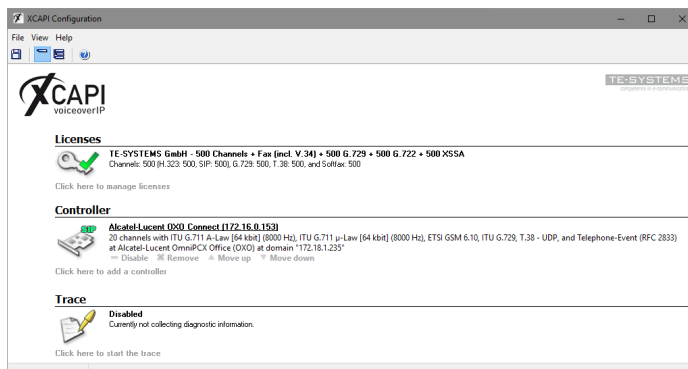 XCAPI Configuration
File View Help
TE-SYSTEMS
competence in e-communications
XCAPI
voiceoverIP
Licenses
TE-SYSTEMS GmbH - 500 Channels + Fax (incl. V.34) + 500 G.729 + 500 G.722 + 500 XSSA
Channels: 500 (H.323: 500, SIP: 500), G.729: 500, T.38: 500, and Softfax: 500
Click here to manage licenses
Controller
SIP
Alcatel-Lucent OXO Connect [172.16.0.153]
20 channels with ITU G.711 A-Law [64 kbit] (8000 Hz), ITU G.711 µ-Law [64 kbit] (8000 Hz), ETSI GSM 6.10, ITU G.729, T.38 - UDP, and Telephone-Event (RFC 2833)
at Alcatel-Lucent OmniPCX Office (OXO) at domain "172.18.1.235"
Disable Remove Move up Move down
Click here to add a controller
Trace
Disabled
Currently not collecting diagnostic information.
Click here to start the trace